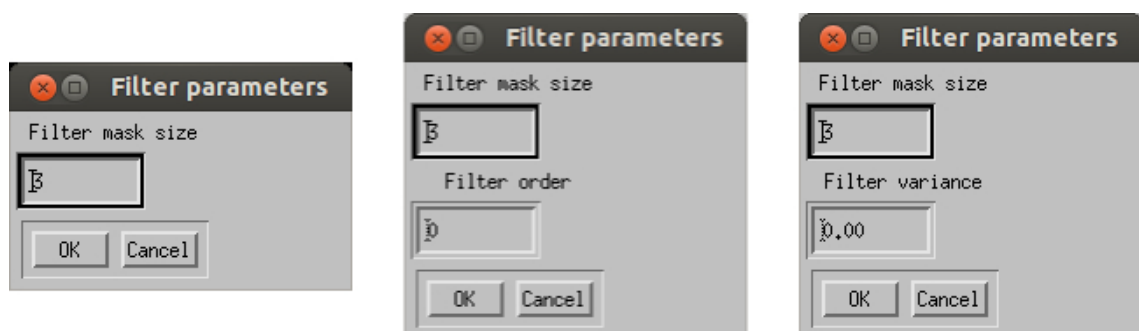 Filter parameters
Filter mask size
3
OK Cancel
Filter parameters
Filter mask size
3
Filter order
0
OK Cancel
Filter parameters
Filter mask size
3
Filter variance
0.00
OK Cancel